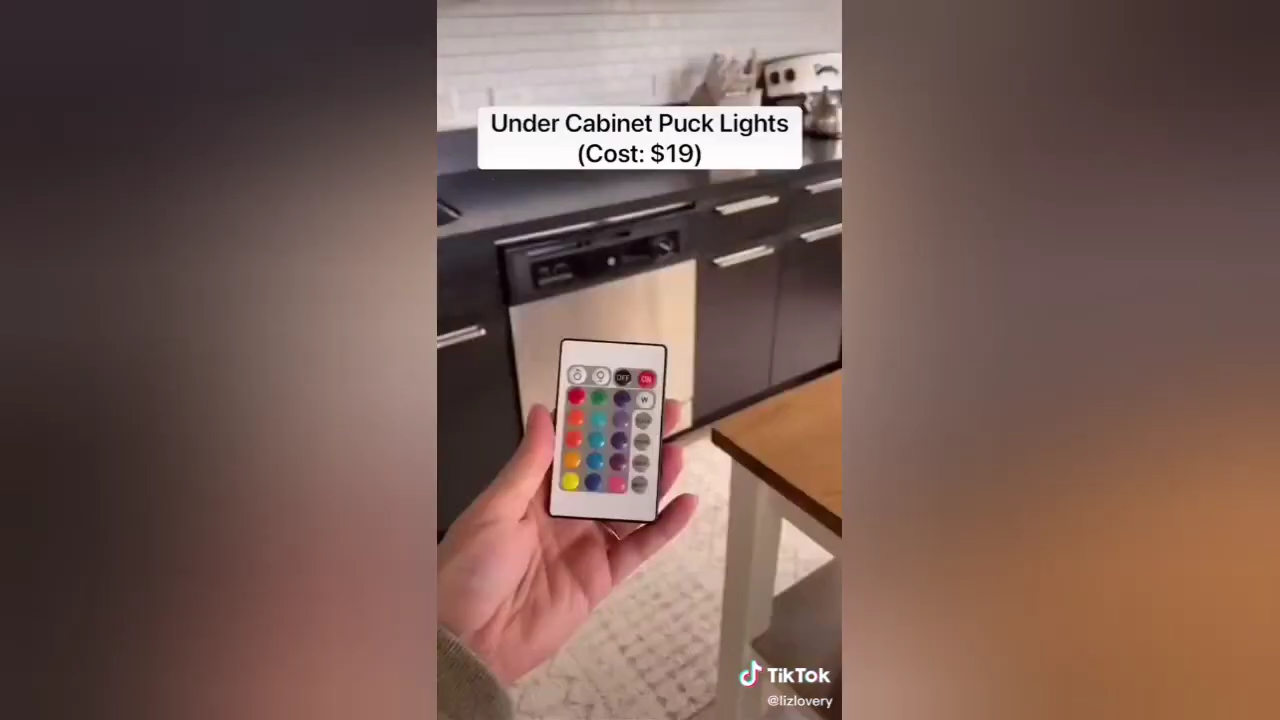 Under Cabinet Puck Lights
(Cost: $19)
OFF
ON
W
TikTok
@lizlovery